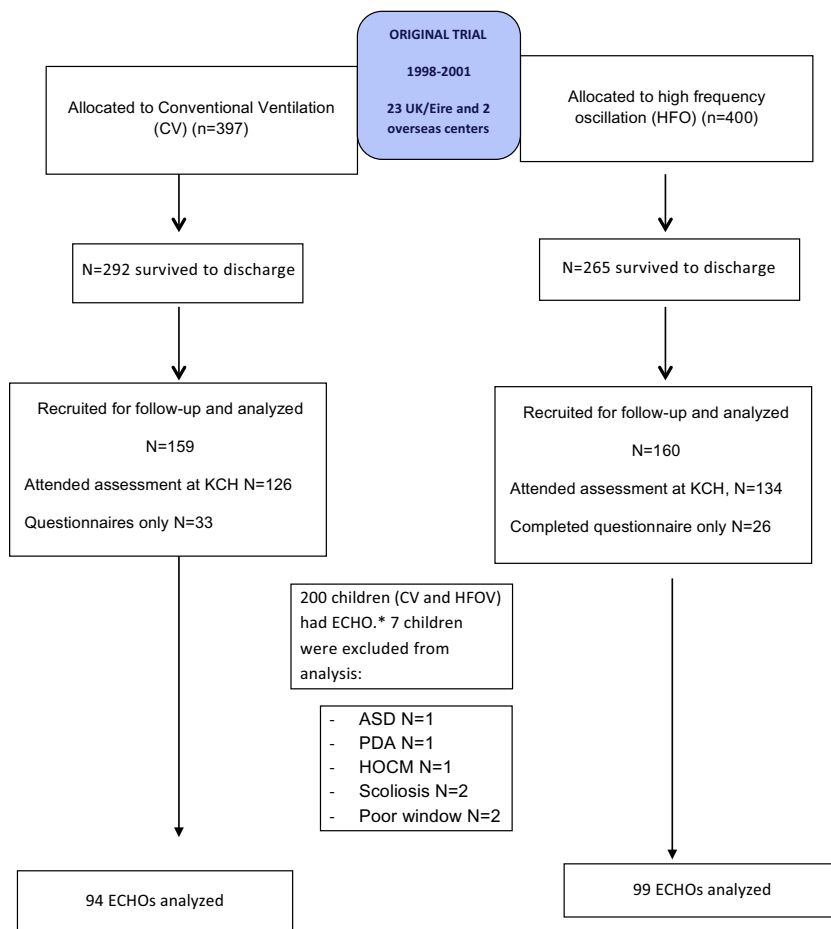 ORIGINAL TRIAL
1998-2001
23 UK/Eire and 2
overseas centers
Allocated to Conventional Ventilation
(CV) (n=397)
Allocated to high frequency
oscillation (HFO) (n=400)
N=292 survived to discharge
N=265 survived to discharge
Recruited for follow-up and analyzed
N=159
Attended assessment at KCH N=126
Questionnaires only N=33
Recruited for follow-up and analyzed
N=160
Attended assessment at KCH, N=134
Completed questionnaire only N=26
200 children (CV and HFOV)
had ECHO.* 7 children
were excluded from
analysis:
- ASD N=1
- PDA N=1
- HOCM N=1
- Scoliosis N=2
- Poor window N=2
94 ECHOs analyzed
99 ECHOs analyzed